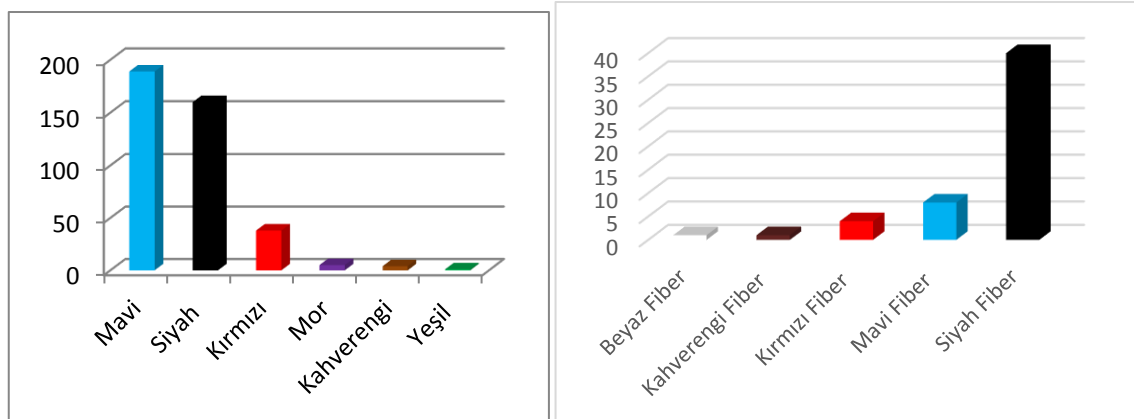 200
150
100
50
0
Mavi
Siyah
Kırmızı
Mor
Kahverengi
Yeşil
40
35
30
25
20
15
10
5
0
Beyaz Fiber
Kahverengi Fiber
Kırmızı Fiber
Mavi Fiber
Siyah Fiber